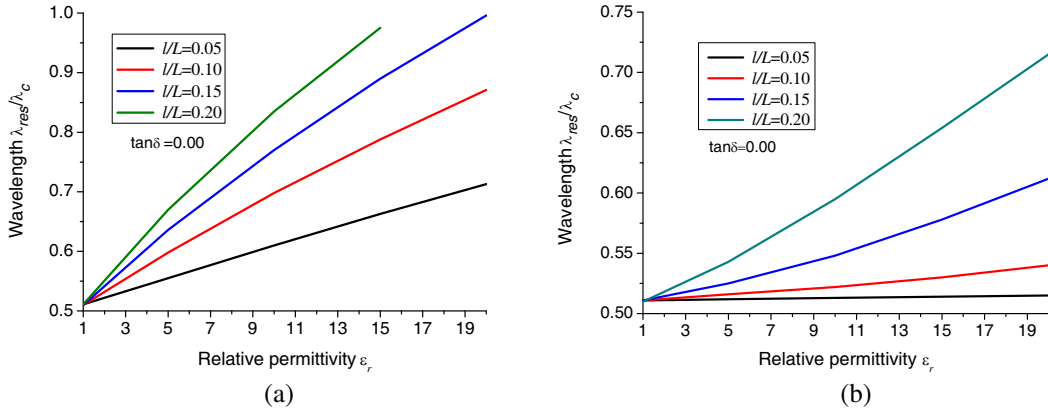 1.0
0.9
0.8
0.7
0.6
0.5
Wavelength λres/λc
l/L=0.05
l/L=0.10
l/L=0.15
l/L=0.20
tanδ =0.00
1 3 5 7 9 11 13 15 17 19
Relative permittivity εr
(a)
0.75
0.70
0.65
0.60
0.55
0.50
Wavelength λres/λc
l/L=0.05
l/L=0.10
l/L=0.15
l/L=0.20
tanδ=0.00
1 3 5 7 9 11 13 15 17 19
Relative permittivity εr
(b)